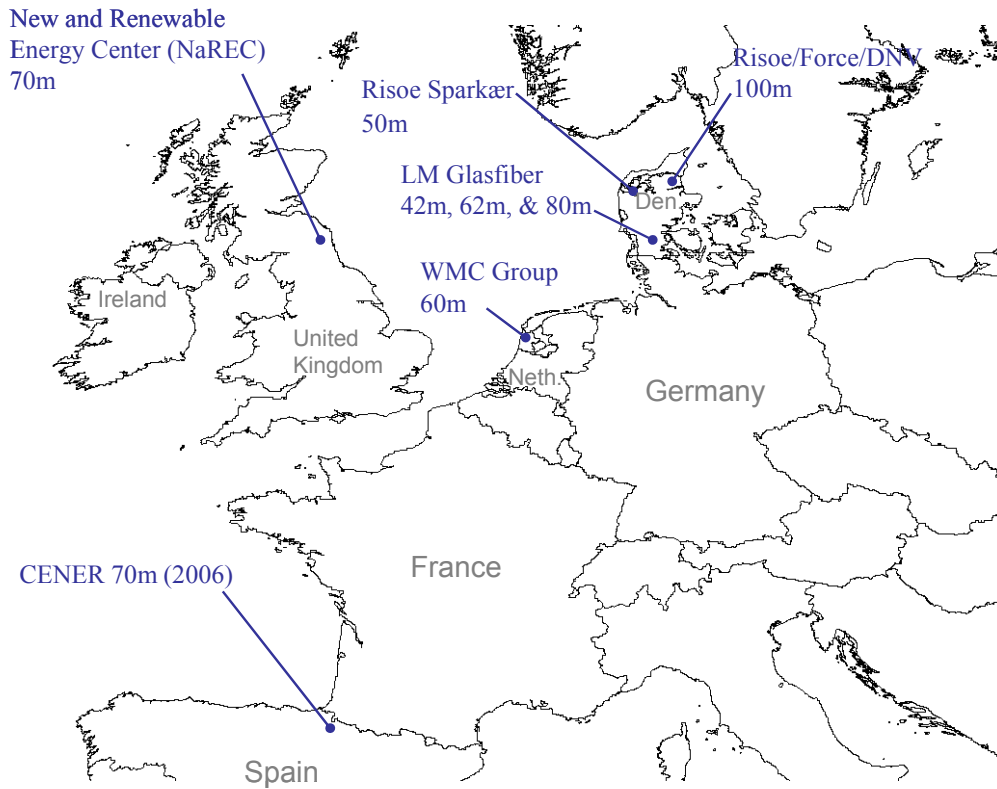 New and Renewable
Energy Center (NaREC)
70m
Risoe/Force/DNV
100m
Risoe Sparkær
50m
LM Glasfiber
42m, 62m, & 80m
Den.
WMC Group
60m
Ireland
United
Kingdom
Neth.
Germany
France
CENER 70m (2006)
Spain